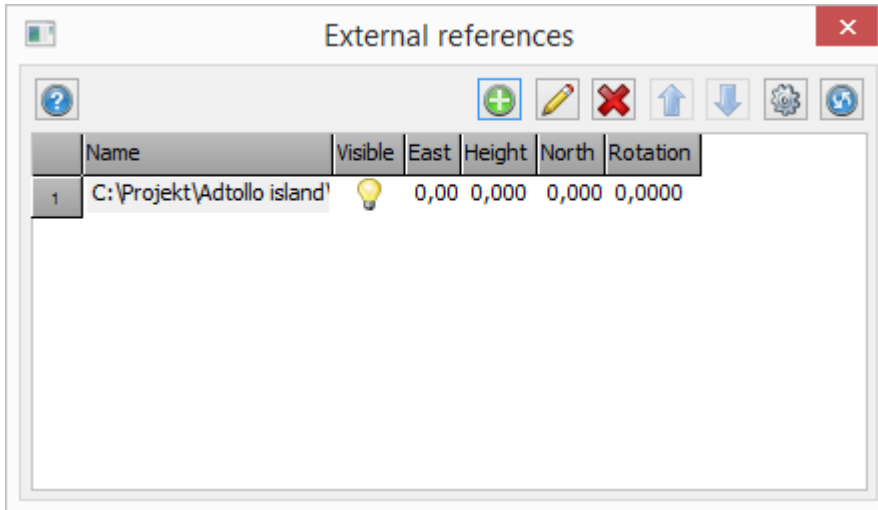 External references
Name Visible East Height North Rotation
1 C:\Projekt\Adtollo island\ 0,00 0,000 0,000 0,0000